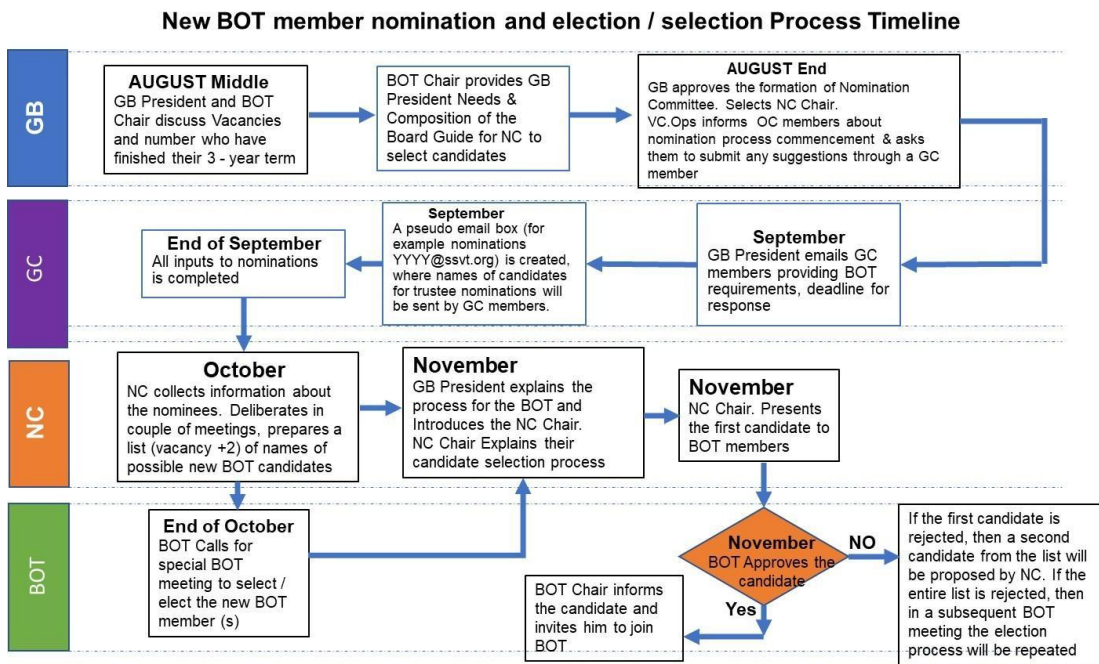 New BOT member nomination and election / selection Process Timeline
GB
AUGUST Middle
GB President and BOT
Chair discuss Vacancies
and number who have
finished their 3 - year term
BOT Chair provides GB
President Needs &
Composition of the
Board Guide for NC to
select candidates
AUGUST End
GB approves the formation of Nomination
Committee. Selects NC Chair.
VC.Ops informs OC members about
nomination process commencement & asks
them to submit any suggestions through a GC
member
GC
End of September
All inputs to nominations
is completed
September
A pseudo email box (for
example nominations
YYYY@ssvt.org) is created,
where names of candidates
for trustee nominations will
be sent by GC members.
September
GB President emails GC
members providing BOT
requirements, deadline for
response
NC
October
NC collects information about
the nominees. Deliberates in
couple of meetings, prepares a
list (vacancy +2) of names of
possible new BOT candidates
November
GB President explains the
process for the BOT and
Introduces the NC Chair.
NC Chair Explains their
candidate selection process
November
NC Chair. Presents
the first candidate to
BOT members
BOT
End of October
BOT Calls for
special BOT
meeting to select /
elect the new BOT
member (s)
BOT Chair informs
the candidate and
invites him to join
BOT
November
BOT Approves the
candidate
NO
Yes
If the first candidate is
rejected, then a second
candidate from the list will
be proposed by NC. If the
entire list is rejected, then
in a subsequent BOT
meeting the election
process will be repeated